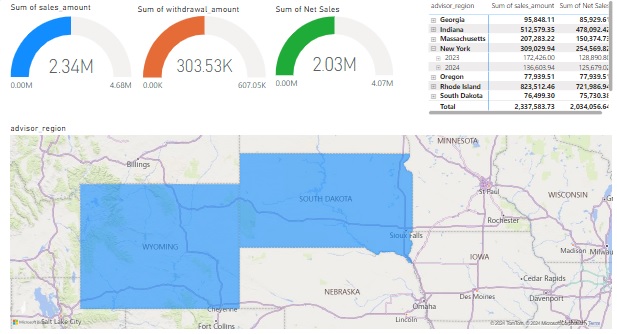 Sum of sales_amount
2.34M
0.00M
4.68M
Sum of withdrawal_amount
303.53K
0.00K
607.05K
Sum of Net Sales
2.03M
0.00M
4.07M
advisor_region Sum of sales_amount Sum of Net Sales
Georgia 95,848.11 85,929.6
Indiana 512,579.35 478,092.4
Massachusetts 207,283.22 150,374.7
New York 309,029.94 254,569.8
2023 172,426.00 128,890.8
2024 136,603.94 125,679.0
Oregon 77,939.51 77,939.5
Rhode Island 823,512.46 721,986.9
South Dakota 76,499.30 75,730.3
Total 2,337,583.73 2,034,056.64
advisor_region
MINNESOTA
Billings
St Paul
WISCONSIN
SOUTH DAKOTA
Rochester
Sioux Falls
WYOMING
Madison
Milwau
IOWA
Cedar Rapids
NEBRASKA
Des Moines
Davenport
Omaha
Cheyenne
Lincoln
Salt Lake City
Fort Collins
Microsoft
© 2024 TomTom, © 2024 Microsoft Terms